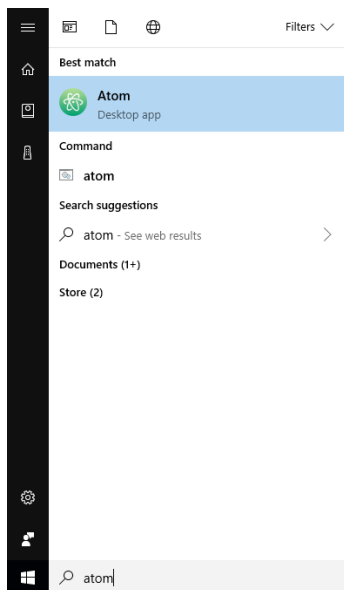 Filters
Best match
Atom
Desktop app
Command
atom
Search suggestions
atom - See web results
Documents (1+)
Store (2)
atom